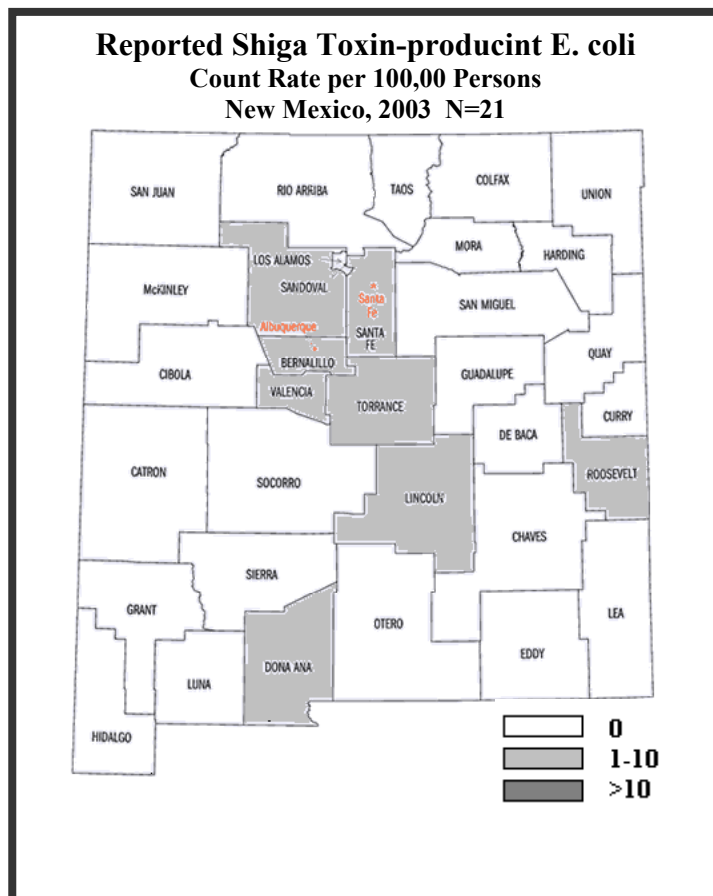 Reported Shiga Toxin-producint E. coli
Count Rate per 100,00 Persons
New Mexico, 2003 N=21
SAN JUAN
RIO ARRIBA
TAOS
COLFAX
UNION
MORA
HARDING
LOS ALAMOS
McKINLEY
SANDOVAL
Santa
Fe
SAN MIGUEL
Albuquerque
SANTA
FE
QUAY
BERNALILLO
CIBOLA
GUADALUPE
VALENCIA
TORRANCE
CURRY
DE BACA
CATRON
SOCORRO
LINCOLN
ROOSEVELT
CHAVES
SIERRA
GRANT
OTERO
LEA
EDDY
DONA ANA
LUNA
HIDALGO
0
1-10
>10